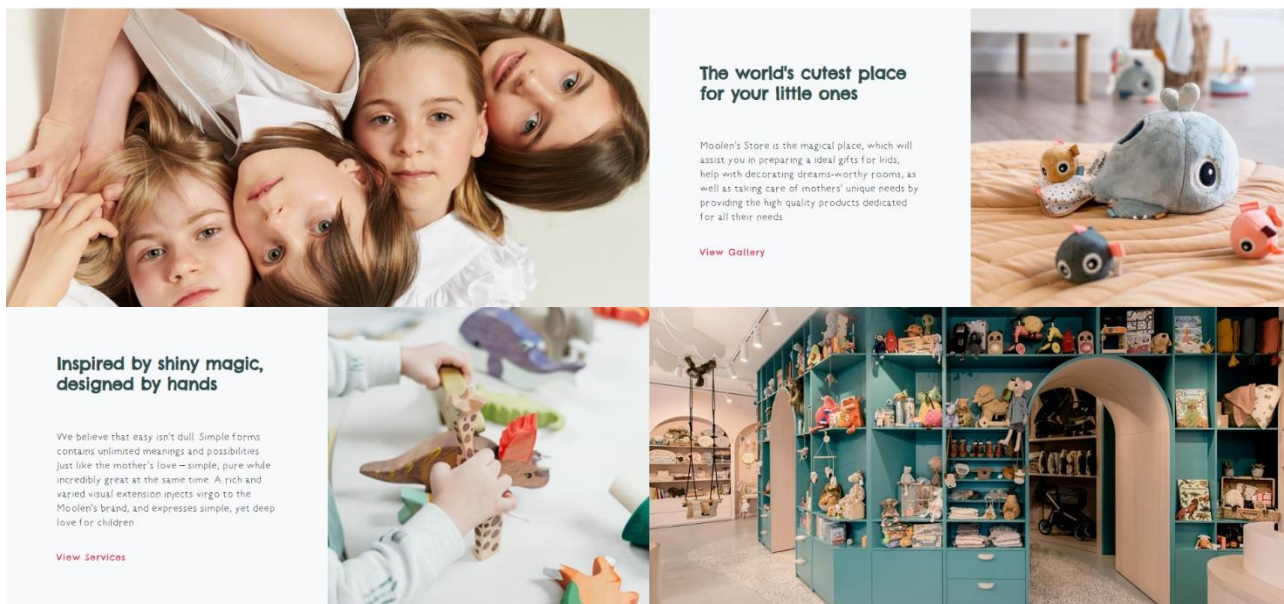 The world's cutest place
for your little ones
Moolen's Store is the magical place, which will
assist you in preparing a ideal gifts for kids,
help with decorating dreams-worthy rooms, as
well as taking care of mothers' unique needs by
providing the high quality products dedicated
for all their needs
View Gallery
Inspired by shiny magic,
designed by hands
We believe that easy isn't dull. Simple forms
contains unlimited meanings and possibilities
Just like the mother's love – simple, pure while
incredibly great at the same time. A rich and
varied visual extension injects virgo to the
Moolen's brand, and expresses simple, yet deep
love for children
View Services